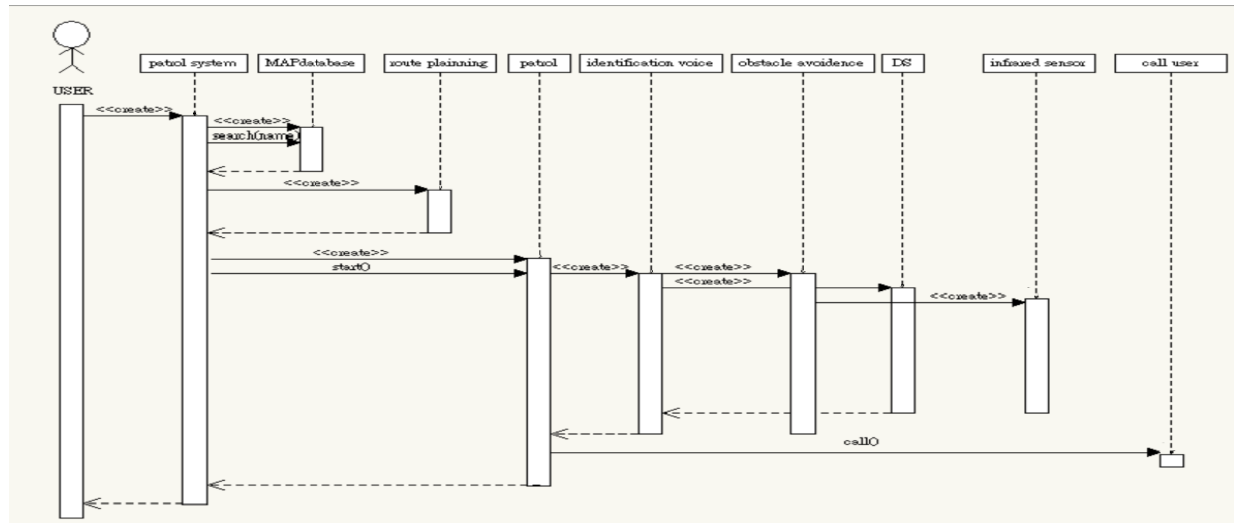 patrol system
MAPdatabase
route plainning
patrol
identification voice
obstacle avoidence
DS
infrared sensor
call user
USER
<<create>>
<<create>>
search(name)
<<create>>
<<create>>
start()
<<create>>
<<create>>
<<create>>
<<create>>
call()